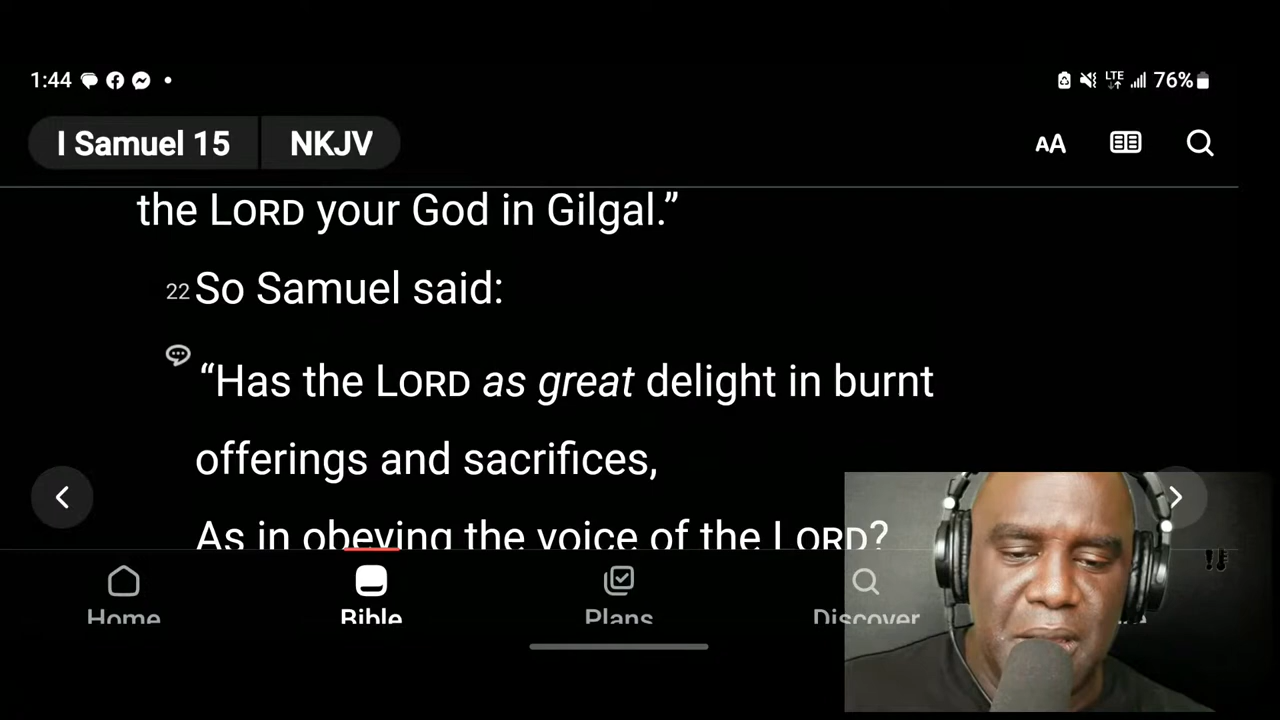 1:44
LTE 76%
I Samuel 15 NKJV AA
the LORD your God in Gilgal.”
22 So Samuel said:
“Has the LORD as great delight in burnt
offerings and sacrifices,
As in obeying the voice of the LORD?
Home Bible Plans Discover